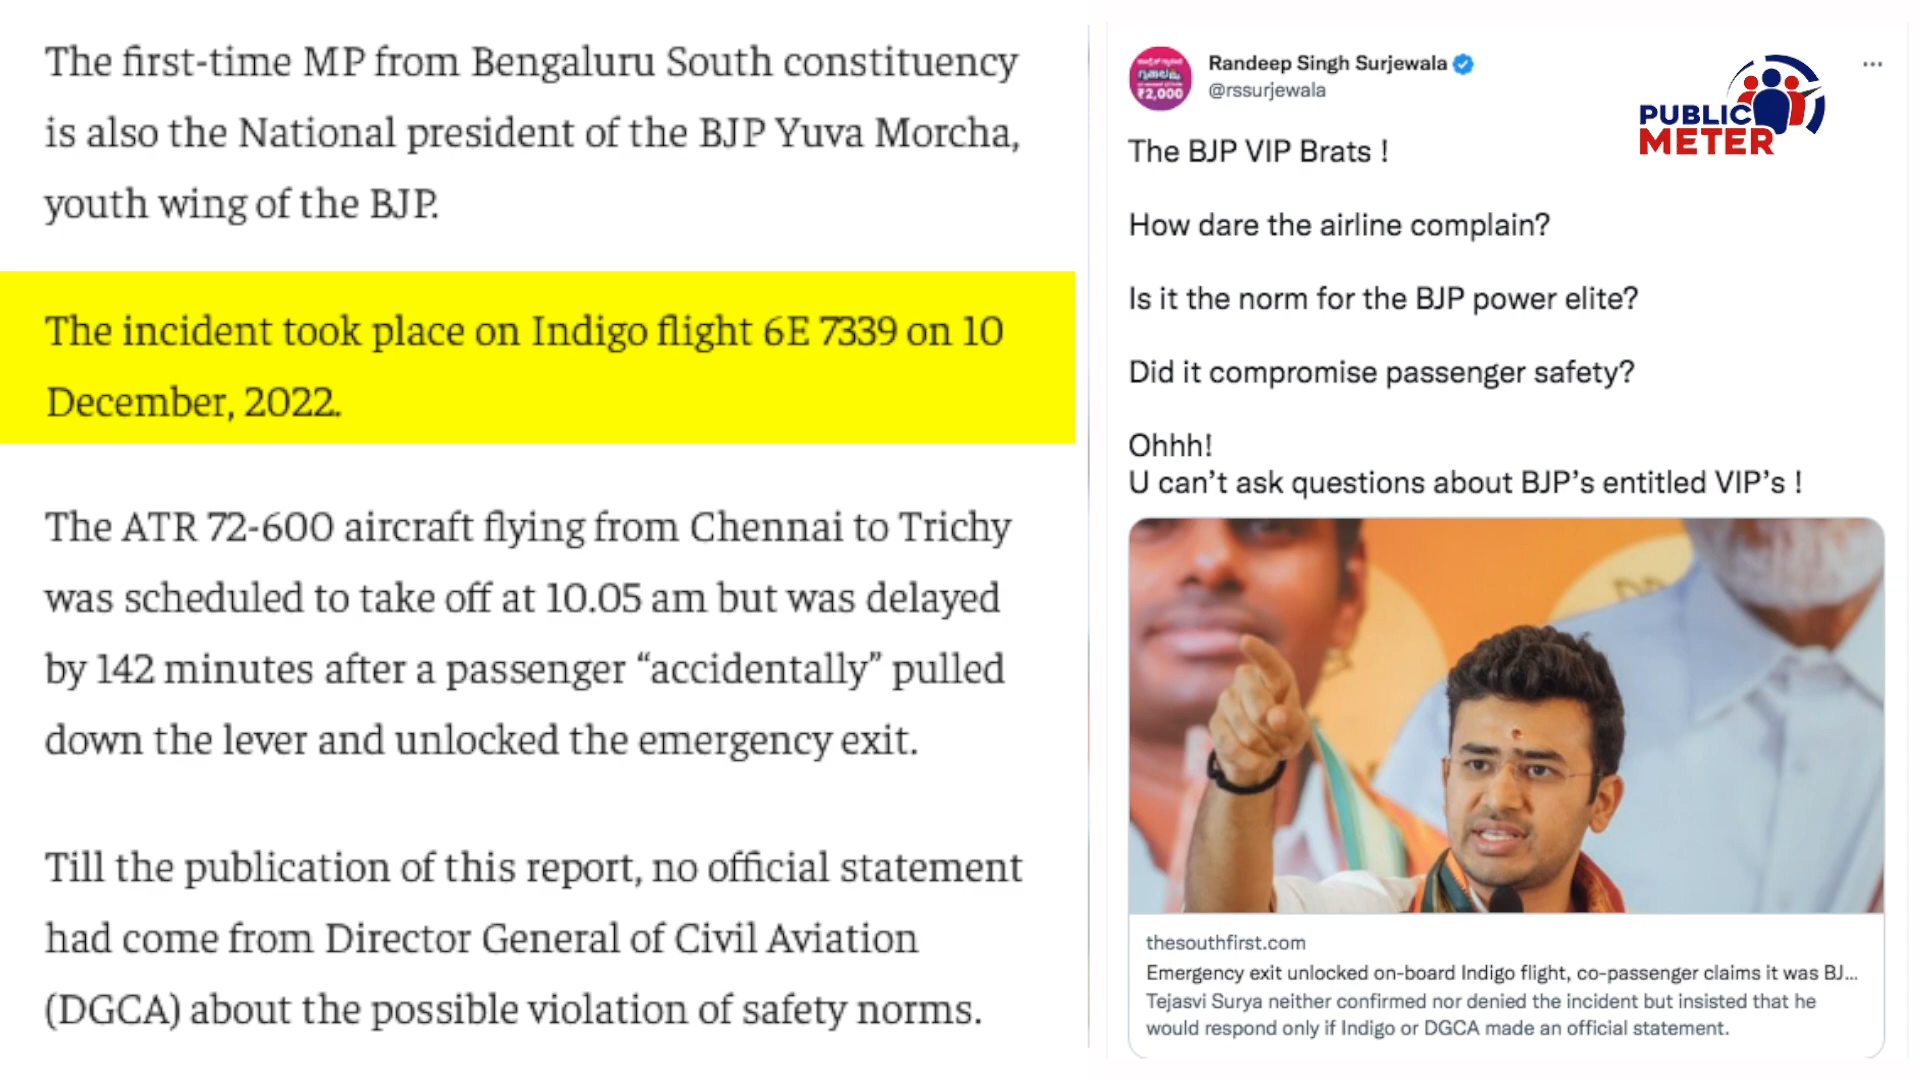 The first-time MP from Bengaluru South constituency
is also the National president of the BJP Yuva Morcha,
youth wing of the BJP.
The incident took place on Indigo flight 6E 7339 on 10
December, 2022.
The ATR 72-600 aircraft flying from Chennai to Trichy
was scheduled to take off at 10.05 am but was delayed
by 142 minutes after a passenger “accidentally” pulled
down the lever and unlocked the emergency exit.
Till the publication of this report, no official statement
had come from Director General of Civil Aviation
(DGCA) about the possible violation of safety norms.
₹2,000
Randeep Singh Surjewala
@rssurjewala
PUBLIC
METER
The BJP VIP Brats !
How dare the airline complain?
Is it the norm for the BJP power elite?
Did it compromise passenger safety?
Ohhh!
U can’t ask questions about BJP’s entitled VIP’s !
thesouthfirst.com
Emergency exit unlocked on-board Indigo flight, co-passenger claims it was BJ...
Tejasvi Surya neither confirmed nor denied the incident but insisted that he
would respond only if Indigo or DGCA made an official statement.